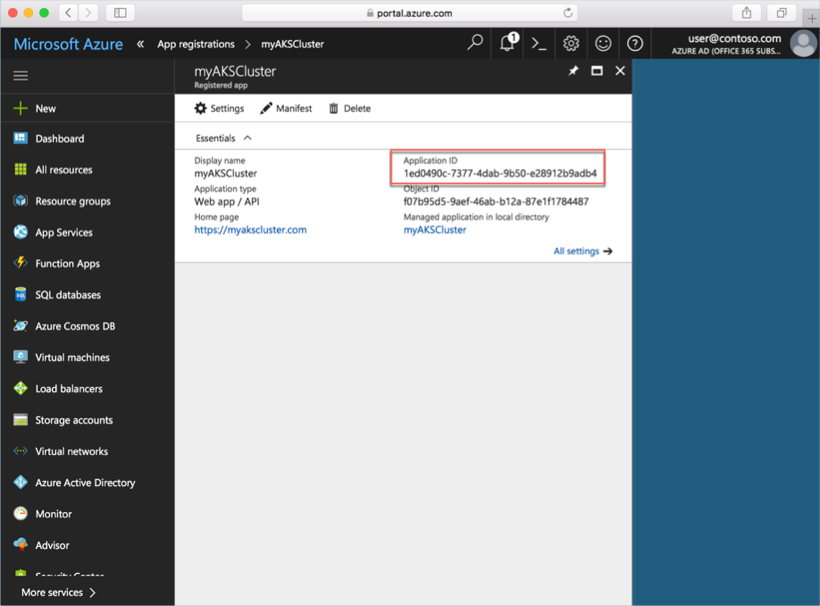 portal.azure.com
Microsoft Azure « App registrations > myAKSCluster
1
user@contoso.com
AZURE AD (OFFICE 365 SUBS...
myAKSCluster
Registered app
Settings Manifest Delete
Essentials
Display name
myAKSCluster
Application type
Web app / API
Home page
https://myakscluster.com
Application ID
1ed0490c-7377-4dab-9b50-e28912b9adb4
Object ID
f07b95d5-9aef-46ab-b12a-87e1f1784487
Managed application in local directory
myAKSCluster
All settings
New
Dashboard
All resources
Resource groups
App Services
Function Apps
SQL databases
Azure Cosmos DB
Virtual machines
Load balancers
Storage accounts
Virtual networks
Azure Active Directory
Monitor
Advisor
Security Center
More services